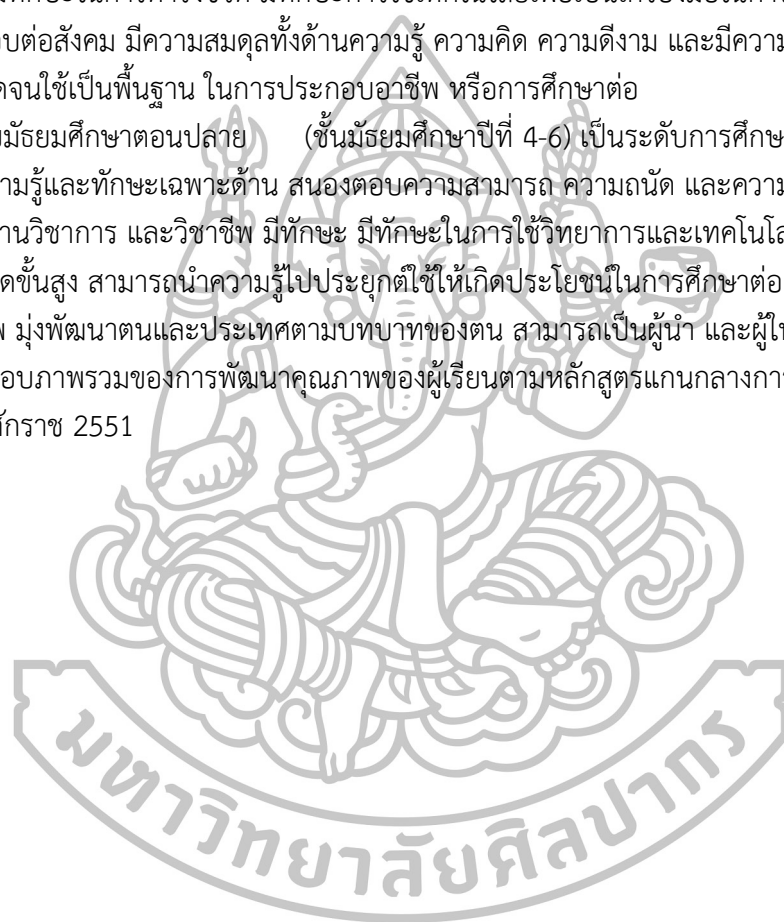 อบต่อสังคม มีความสมดุลทั้งด้านความรู้ ความคิด ความดีงาม และมีความ
จนใช้เป็นพื้นฐาน ในการประกอบอาชีพ หรือการศึกษาต่อ
มัธยมศึกษาตอนปลาย (ชั้นมัธยมศึกษาปีที่ 4-6) เป็นระดับการศึกษ
ามรู้และทักษะเฉพาะด้าน สนองตอบความสามารถ ความถนัด และความ
านวิชาการ และวิชาชีพ มีทักษะ มีทักษะในการใช้วิทยาการและเทคโนโล
ดขั้นสูง สามารถนำความรู้ไปประยุกต์ใช้ให้เกิดประโยชน์ในการศึกษาต่อ
มุ่งพัฒนาตนและประเทศตามบทบาทของตน สามารถเป็นผู้นำ และผู้ให
อบภาพรวมของการพัฒนาคุณภาพของผู้เรียนตามหลักสูตรแกนกลางการ
ักราช 2551
มหาวิทยาลัยศิลปากร